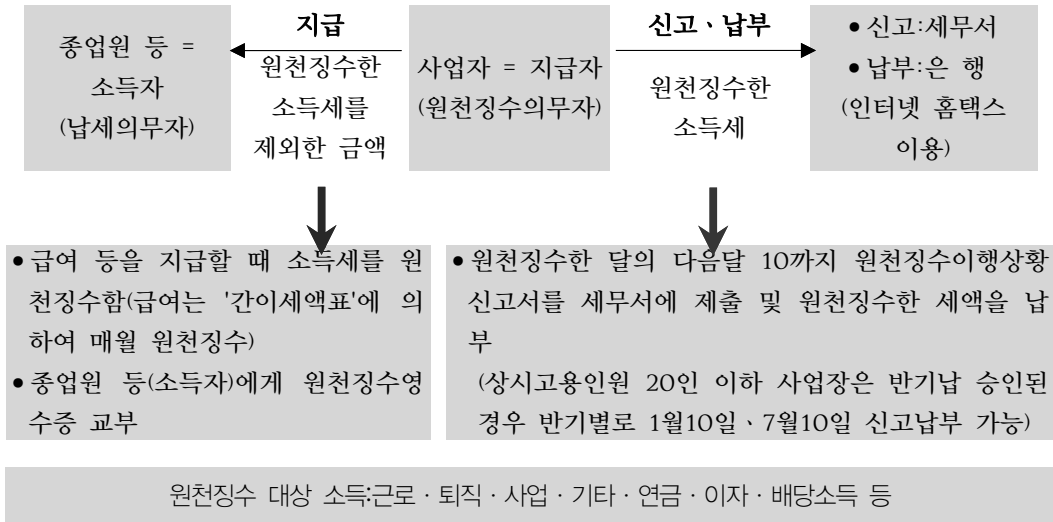 종업원 등 =
소득자
(납세의무자)
지급
원천징수한
소득세를
제외한 금액
사업자 = 지급자
(원천징수의무자)
신고、납부
원천징수한
소득세
• 신고:세무서
• 납부:은 행
(인터넷 홈택스
이용)
• 급여 등을 지급할 때 소득세를 원
천징수함(급여는 '간이세액표'에 의
하여 매월 원천징수)
• 종업원 등(소득자)에게 원천징수영
수증 교부
• 원천징수한 달의 다음달 10까지 원천징수이행상황
신고서를 세무서에 제출 및 원천징수한 세액을 납
부
(상시고용인원 20인 이하 사업장은 반기납 승인된
경우 반기별로 1월10일、7월10일 신고납부 가능)
원천징수 대상 소득:근로 · 퇴직 · 사업 · 기타 · 연금 · 이자 · 배당소득 등